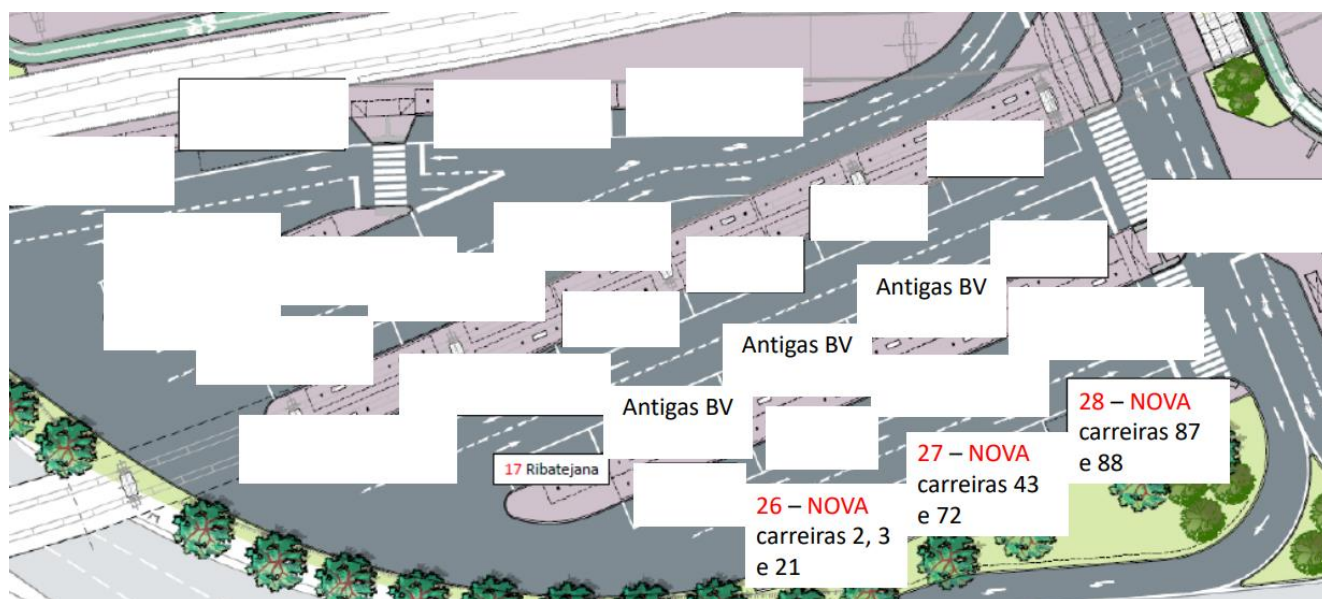 Antigas BV
Antigas BV
Antigas BV
17 Ribatejana
28 – NOVA
carreiras 87
e 88
27 – NOVA
carreiras 43
e 72
26 – NOVA
carreiras 2, 3
e 21